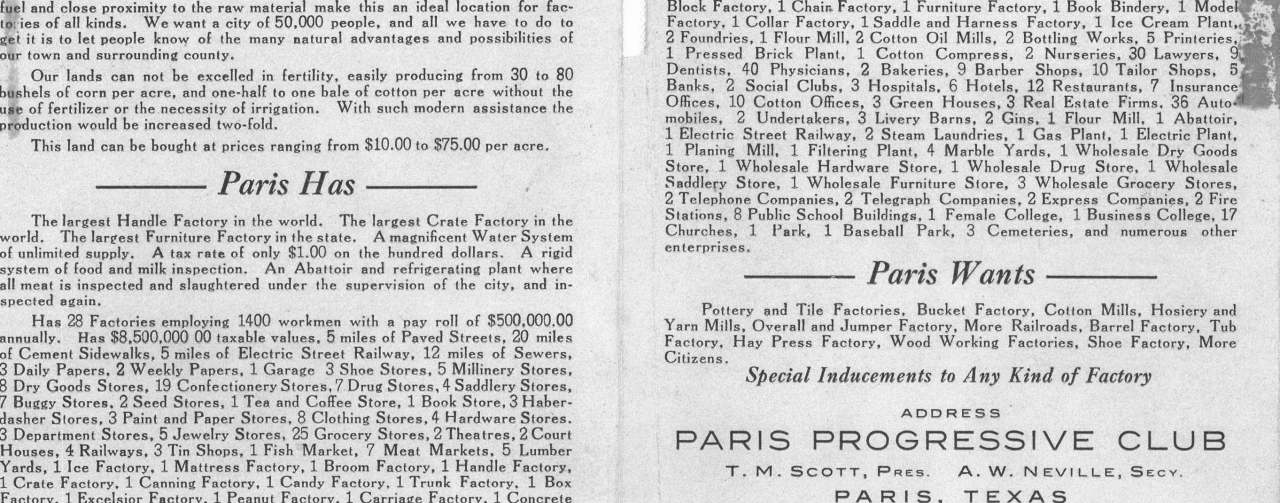 fuel and close proximity to the raw material make this an ideal location for fac-
tories of all kinds. We want a city of 50,000 people, and all we have to do to
get it is to let people know of the many natural advantages and possibilities of
our town and surrounding county.
Our lands can not be excelled in fertility, easily producing from 30 to 80
bushels of corn per acre, and one-half to one bale of cotton per acre without the
use of fertilizer or the necessity of irrigation. With such modern assistance the
production would be increased two-fold.
This land can be bought at prices ranging from $10.00 to $75.00 per acre.
Paris Has
The largest Handle Factory in the world. The largest Crate Factory in the
world. The largest Furniture Factory in the state. A magnificent Water System
of unlimited supply. A tax rate of only $1.00 on the hundred dollars. A rigid
system of food and milk inspection. An Abattoir and refrigerating plant where
all meat is inspected and slaughtered under the supervision of the city, and in-
spected again.
Has 28 Factories employing 1400 workmen with a pay roll of $500,000.00
annually. Has $8,500,000 00 taxable values, 5 miles of Paved Streets, 20 miles
of Cement Sidewalks, 5 miles of Electric Street Railway, 12 miles of Sewers,
3 Daily Papers, 2 Weekly Papers, 1 Garage 3 Shoe Stores, 5 Millinery Stores,
8 Dry Goods Stores, 19 Confectionery Stores, 7 Drug Stores, 4 Saddlery Stores,
7 Buggy Stores, 2 Seed Stores, 1 Tea and Coffee Store, 1 Book Store, 3 Haber-
dasher Stores, 3 Paint and Paper Stores, 8 Clothing Stores, 4 Hardware Stores.
3 Department Stores, 5 Jewelry Stores, 25 Grocery Stores, 2 Theatres, 2 Court
Houses, 4 Railways, 3 Tin Shops, 1 Fish Market, 7 Meat Markets, 5 Lumber
Yards, 1 Ice Factory, 1 Mattress Factory, 1 Broom Factory, 1 Handle Factory,
1 Crate Factory, 1 Canning Factory, 1 Candy Factory, 1 Trunk Factory, 1 Box
Factory, 1 Excelsior Factory, 1 Peanut Factory, 1 Carriage Factory, 1 Concrete
Block Factory, 1 Chain Factory, 1 Furniture Factory, 1 Book Bindery, 1 Model
Factory, 1 Collar Factory, 1 Saddle and Harness Factory, 1 Ice Cream Plant,
2 Foundries, 1 Flour Mill, 2 Cotton Oil Mills, 2 Bottling Works, 5 Printeries,
1 Pressed Brick Plant, 1 Cotton Compress, 2 Nurseries, 30 Lawyers, 9
Dentists, 40 Physicians, 2 Bakeries, 9 Barber Shops, 10 Tailor Shops, 5
Banks, 2 Social Clubs, 3 Hospitals, 6 Hotels, 12 Restaurants, 7 Insurance
Offices, 10 Cotton Offices, 3 Green Houses, 3 Real Estate Firms. 36 Auto-
mobiles, 2 Undertakers, 3 Livery Barns, 2 Gins, 1 Flour Mill, 1 Abattoir,
1 Electric Street Railway, 2 Steam Laundries, 1 Gas Plant, 1 Electric Plant,
1 Planing Mill, 1 Filtering Plant, 4 Marble Yards, 1 Wholesale Dry Goods
Store, 1 Wholesale Hardware Store, 1 Wholesale Drug Store, 1 Wholesale
Saddlery Store, 1 Wholesale Furniture Store, 3 Wholesale Grocery Stores,
2 Telephone Companies, 2 Telegraph Companies, 2 Express Companies, 2 Fire
Stations, 8 Public School Buildings, 1 Female College, 1 Business College, 17
Churches, 1 Park, 1 Baseball Park, 3 Cemeteries, and numerous other
enterprises.
Paris Wants
Pottery and Tile Factories, Bucket Factory, Cotton Mills, Hosiery and
Yarn Mills, Overall and Jumper Factory, More Railroads, Barrel Factory, Tub
Factory, Hay Press Factory, Wood Working Factories, Shoe Factory, More
Citizens.
Special Inducements to Any Kind of Factory
ADDRESS
PARIS PROGRESSIVE CLUB
T. M. SCOTT, PRES. A. W. NEVILLE, SECY.
PARIS, TEXAS